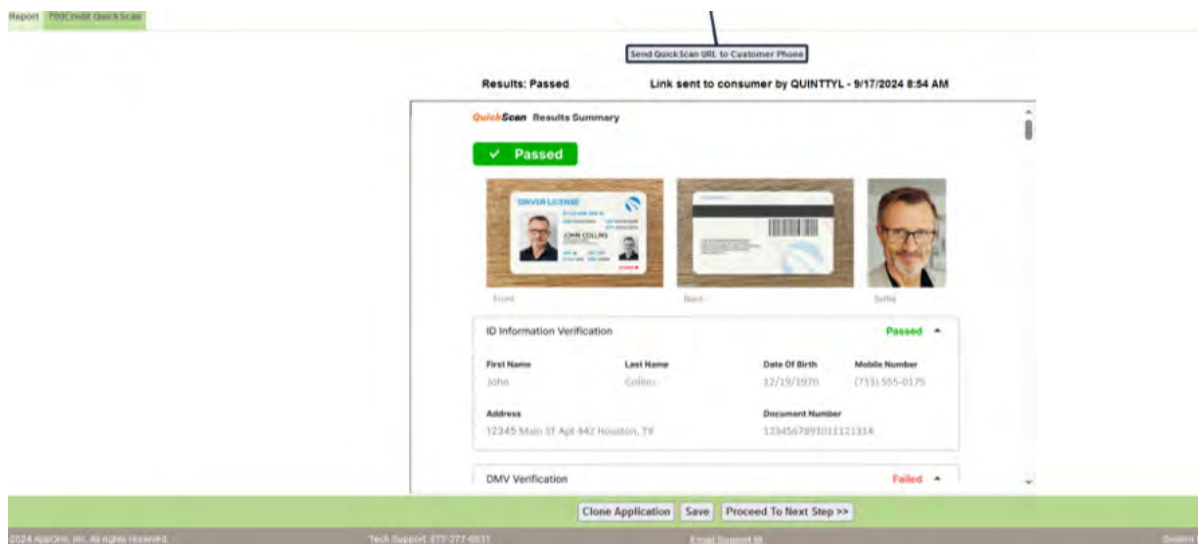 Report 700Credit QuickScan
Send QuickScan URL to Customer Phone
Results: Passed Link sent to consumer by QUINTTYL - 9/17/2024 8:54 AM
QuickScan Results Summary
✓ Passed
DRIVER LICENSE
JOHN COLLINS
Front Back Selfie
ID Information Verification Passed
First Name Last Name Date Of Birth Mobile Number
John Collins 12/19/1970 (715) 555-0175
Address Document Number
12345 Main ST Apt 442 Houston, TX 1234567891011121314
DMV Verification Failed
Clone Application Save Proceed To Next Step >>
2024 AppOne, Inc. All rights reserved. Tech Support: 877-277-6931 Email Support Session